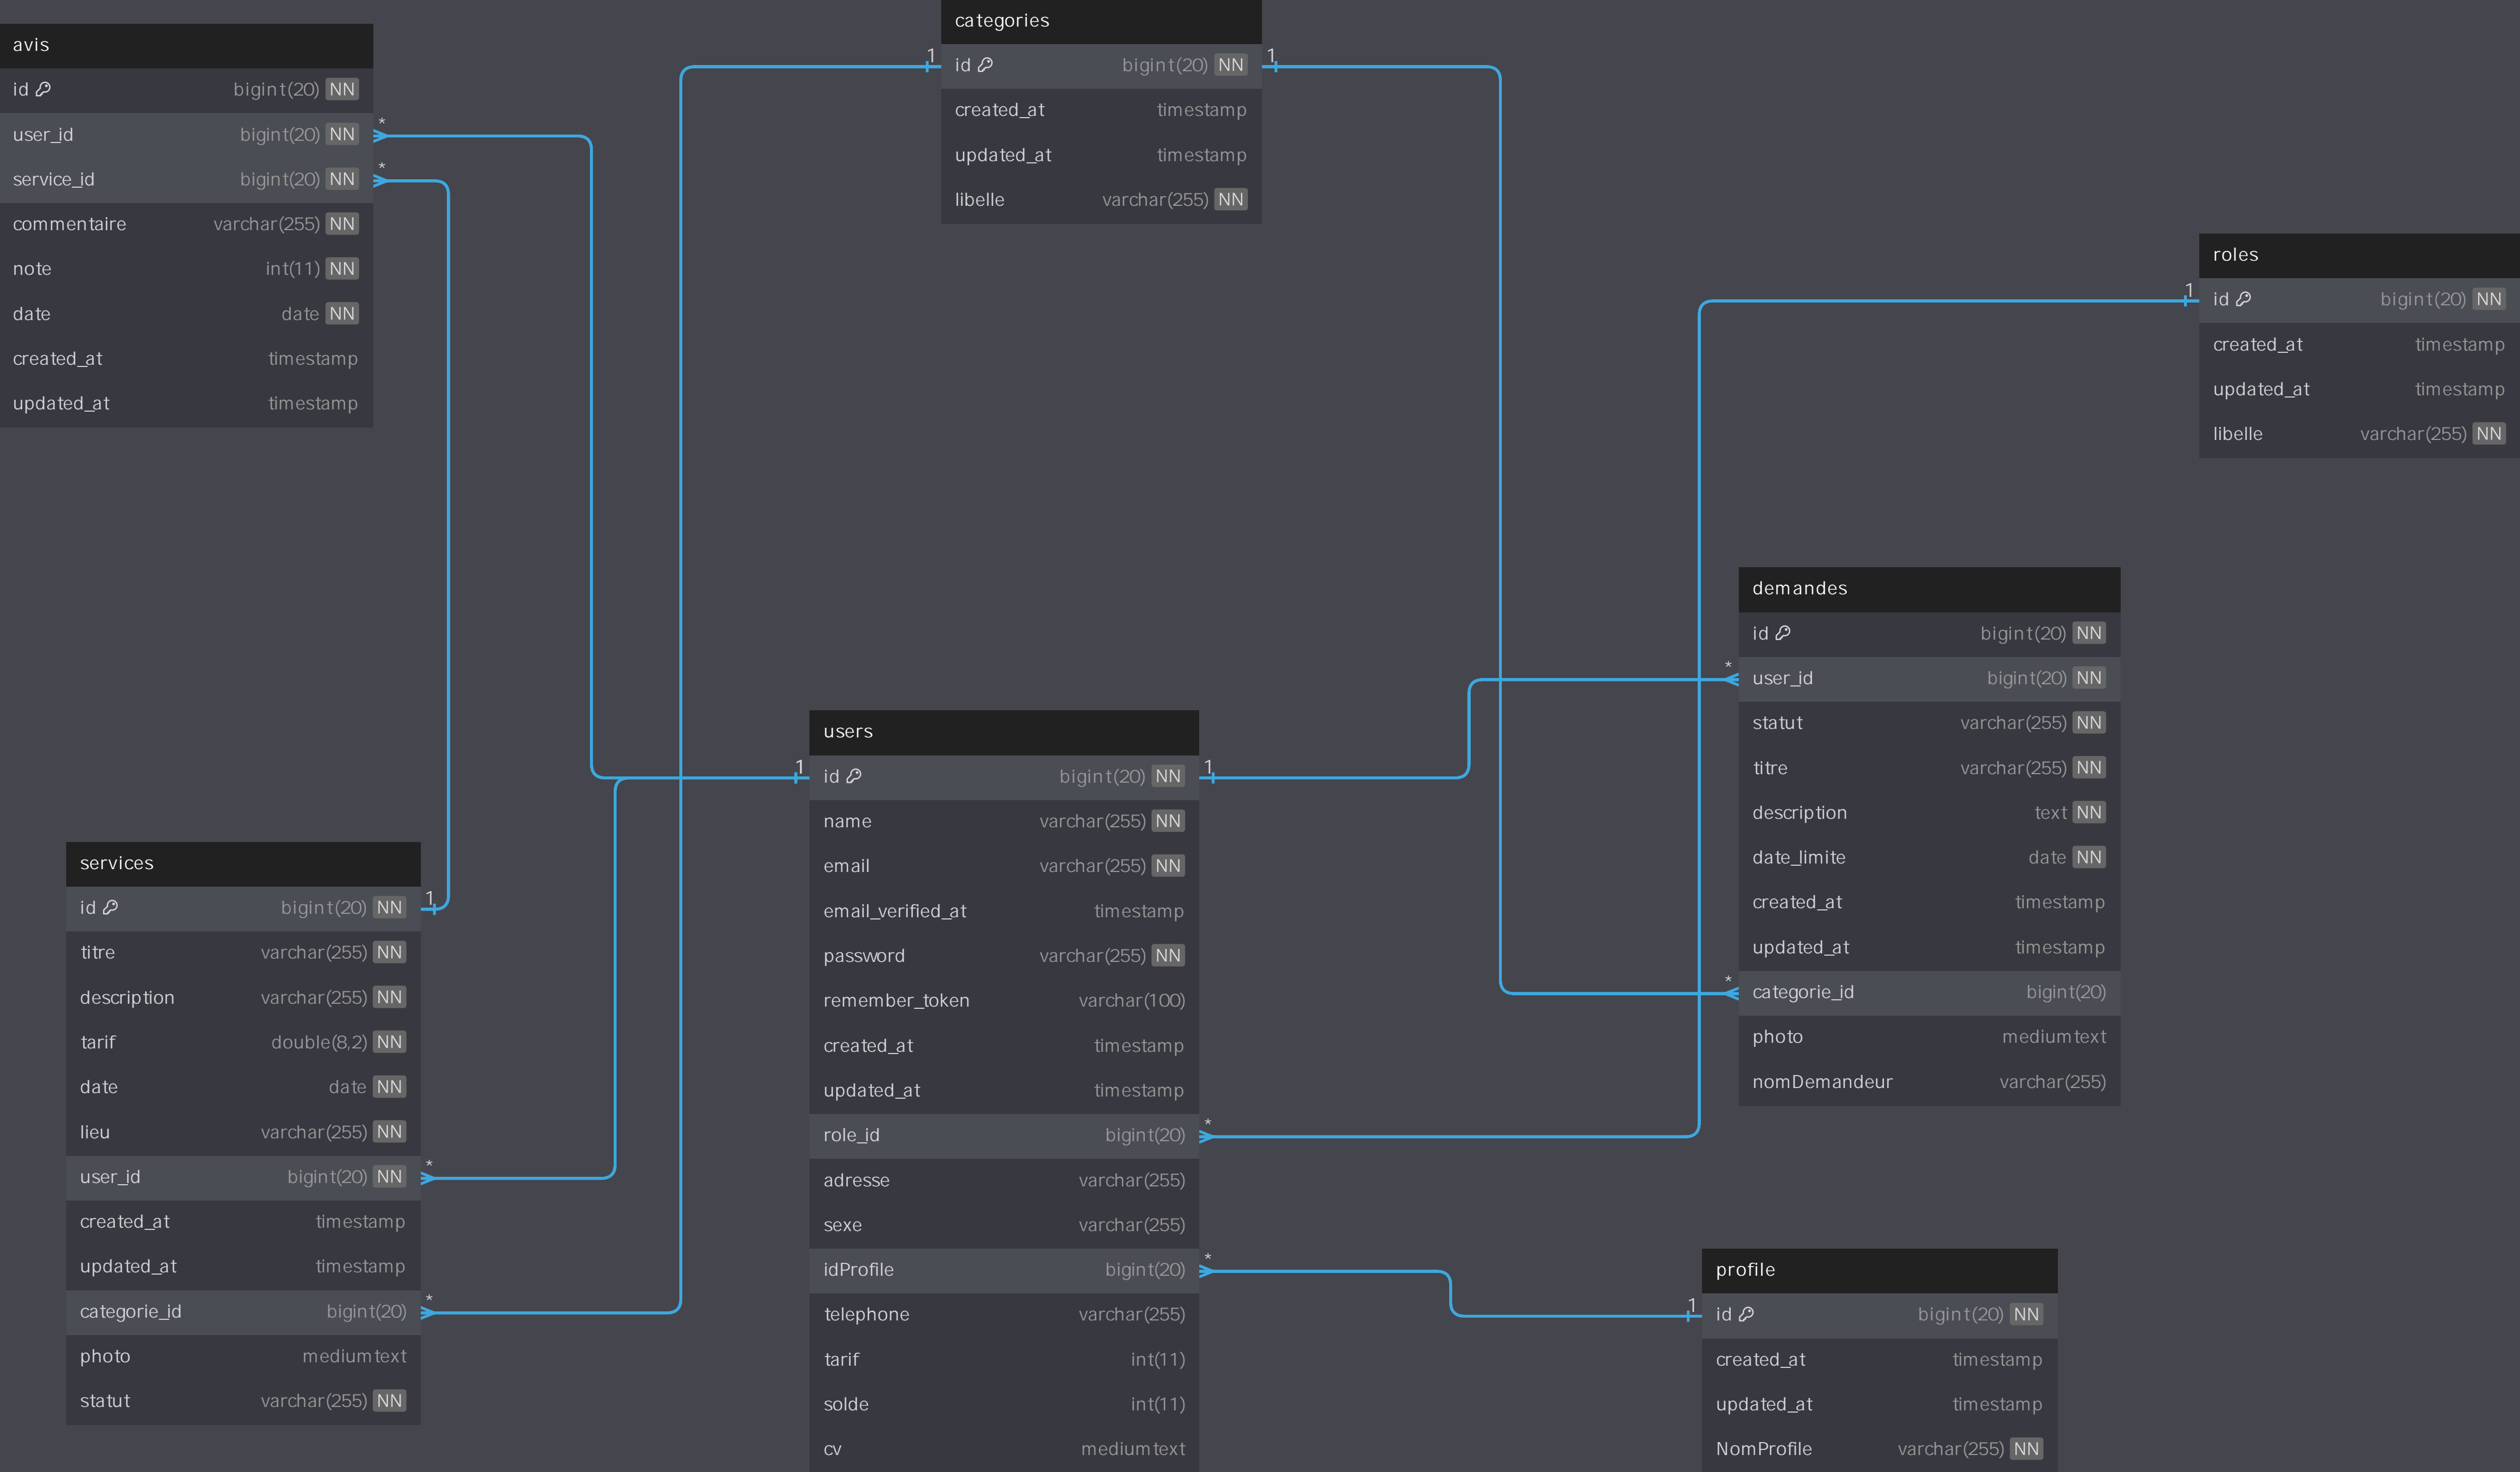 avis
id bigint(20) NN
user_id bigint(20) NN
service_id bigint(20) NN
commentaire varchar(255) NN
note int(11) NN
date date NN
created_at timestamp
updated_at timestamp
* 
*
categories
1 id bigint(20) NN 1
created_at timestamp
updated_at timestamp
libelle varchar(255) NN
roles
1 id bigint(20) NN
created_at timestamp
updated_at timestamp
libelle varchar(255) NN
demandes
id bigint(20) NN
* user_id bigint(20) NN
statut varchar(255) NN
titre varchar(255) NN
description text NN
date_limite date NN
created_at timestamp
updated_at timestamp
* categorie_id bigint(20)
photo mediumtext
nomDemandeur varchar(255)
users
1 id bigint(20) NN 1
name varchar(255) NN
email varchar(255) NN
email_verified_at timestamp
password varchar(255) NN
remember_token varchar(100)
created_at timestamp
updated_at timestamp
role_id bigint(20) *
adresse varchar(255)
sexe varchar(255)
idProfile bigint(20) *
telephone varchar(255)
tarif int(11)
solde int(11)
cv mediumtext
services
id bigint(20) NN 1
titre varchar(255) NN
description varchar(255) NN
tarif double(8,2) NN
date date NN
lieu varchar(255) NN
user_id bigint(20) NN *
created_at timestamp
updated_at timestamp
categorie_id bigint(20) *
photo mediumtext
statut varchar(255) NN
profile
1 id bigint(20) NN
created_at timestamp
updated_at timestamp
NomProfile varchar(255) NN